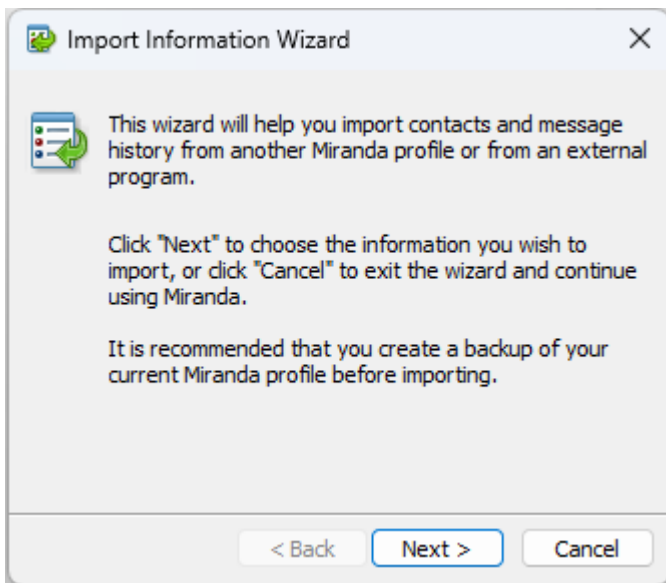 Import Information Wizard
This wizard will help you import contacts and message
history from another Miranda profile or from an external
program.
Click "Next" to choose the information you wish to
import, or click "Cancel" to exit the wizard and continue
using Miranda.
It is recommended that you create a backup of your
current Miranda profile before importing.
< Back
Next >
Cancel